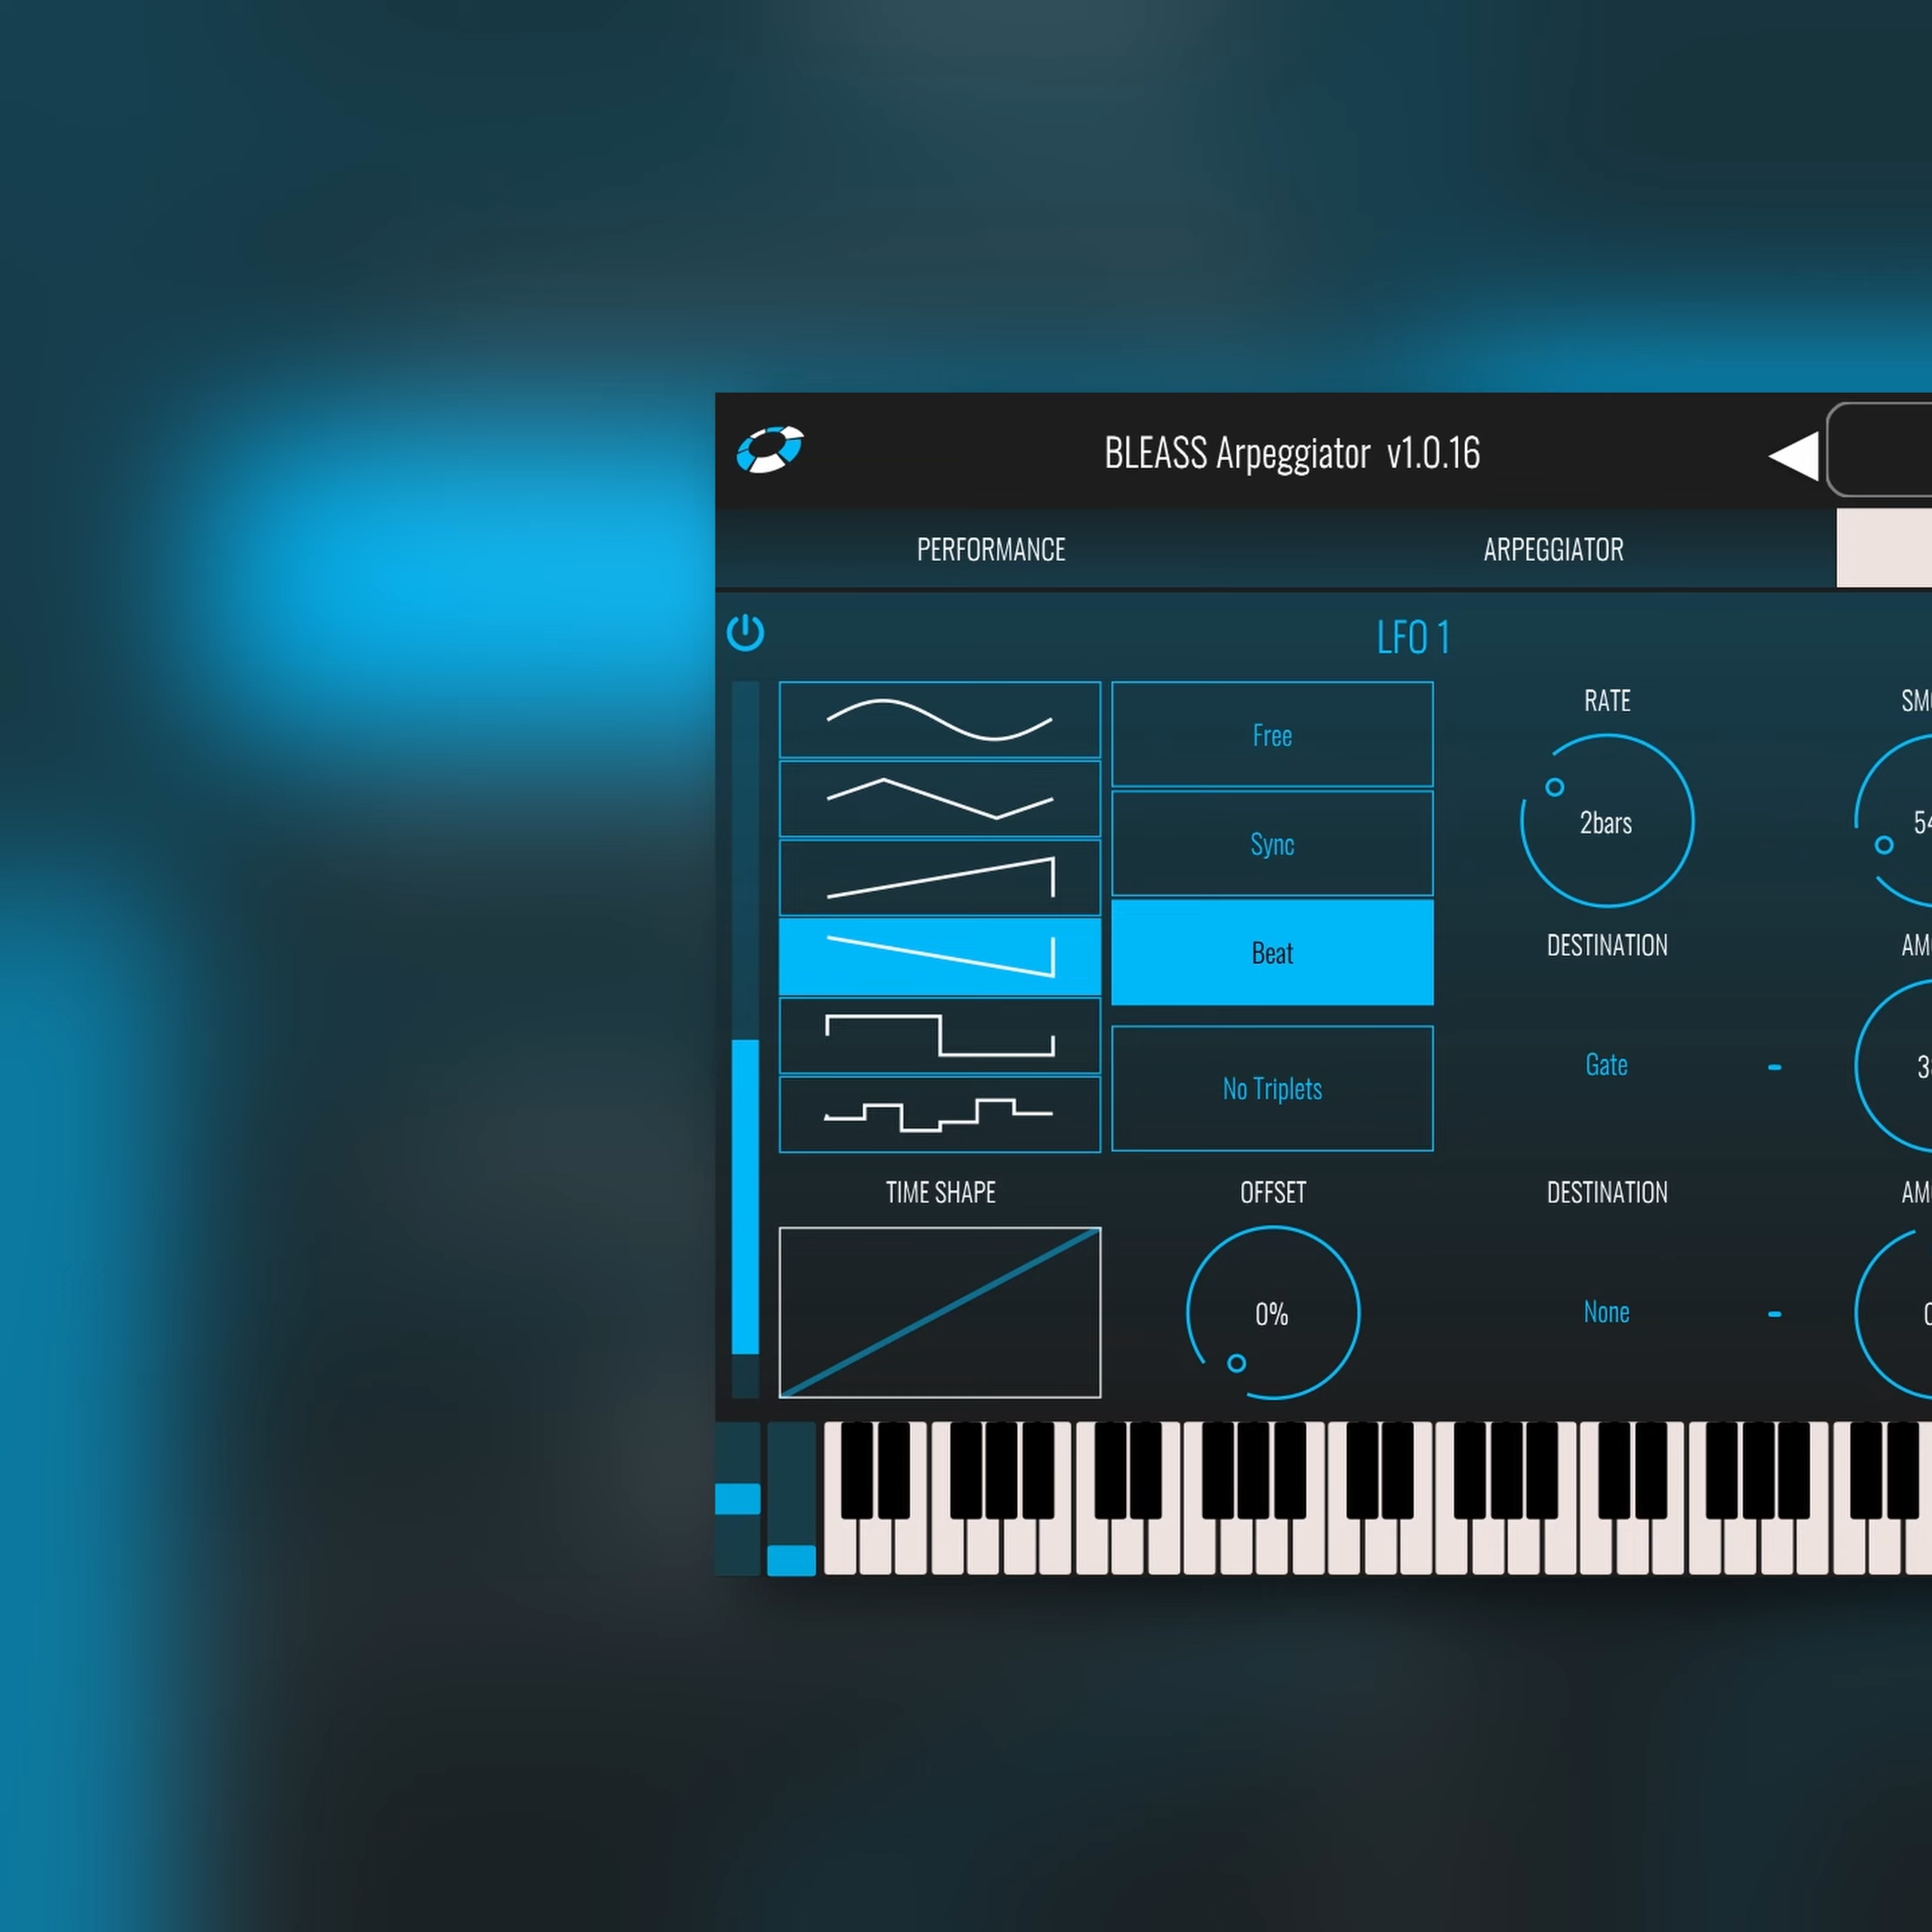 BLEASS Arpeggiator v1.0.16
PERFORMANCE ARPEGGIATOR
LFO 1
RATE
Free
2bars
Sync
DESTINATION
Beat
Gate -
No Triplets
TIME SHAPE OFFSET DESTINATION
0%
None -